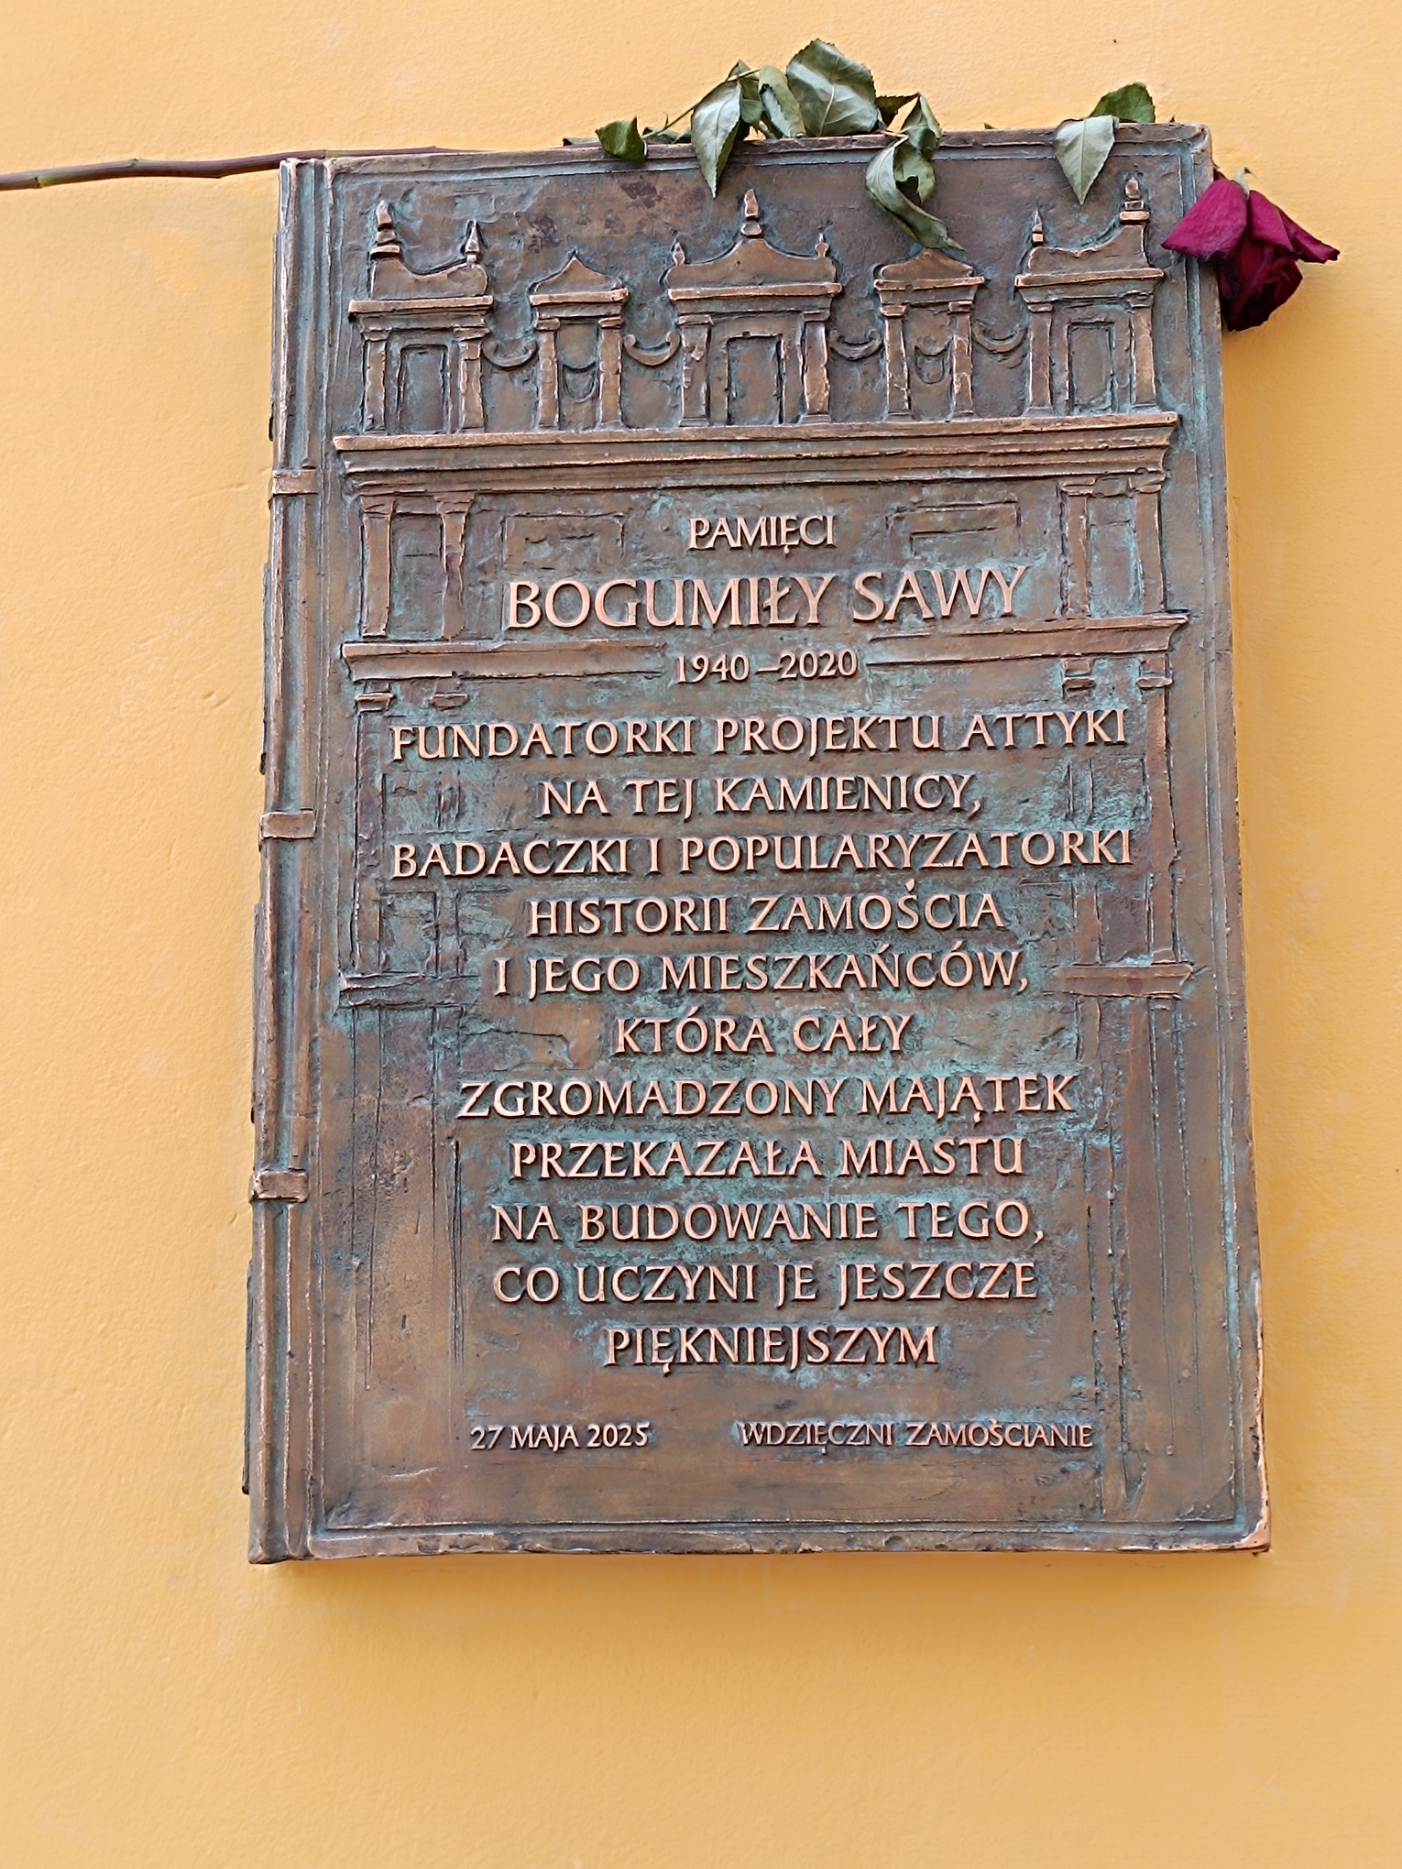 PAMIĘCI
BOGUMIŁY SAWY
1940–2020
FUNDATORKI PROJEKTU ATTYKI
NA TEJ KAMIENICY,
BADACZKI I POPULARYZATORKI
HISTORII ZAMOŚCIA
I JEGO MIESZKAŃCÓW,
KTÓRA CAŁY
ZGROMADZONY MAJĄTEK
PRZEKAZAŁA MIASTU
NA BUDOWANIE TEGO,
CO UCZYNI JE JESZCZE
PIĘKNIEJSZYM
27 MAJA 2025 WDZIĘCZNI ZAMOŚCIANIE